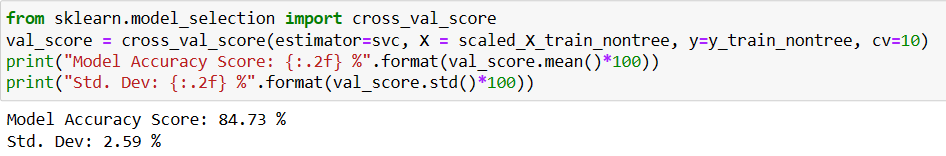 from sklearn.model_selection import cross_val_score
val_score = cross_val_score(estimator=svc, X = scaled_X_train_nontree, y=y_train_nontree, cv=10)
print("Model Accuracy Score: {:.2f} %".format(val_score.mean()*100))
print("Std. Dev: {:.2f} %".format(val_score.std()*100))
Model Accuracy Score: 84.73 %
Std. Dev: 2.59 %